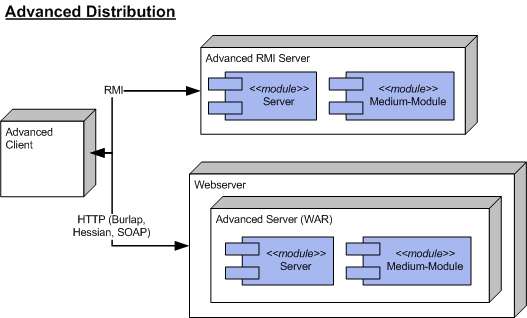 Advanced Distribution
Advanced RMI Server
RMI
<<module>>
Server
<<module>>
Medium-Module
Advanced
Client
Webserver
HTTP (Burlap,
Hessian, SOAP)
Advanced Server (WAR)
<<module>>
Server
<<module>>
Medium-Module